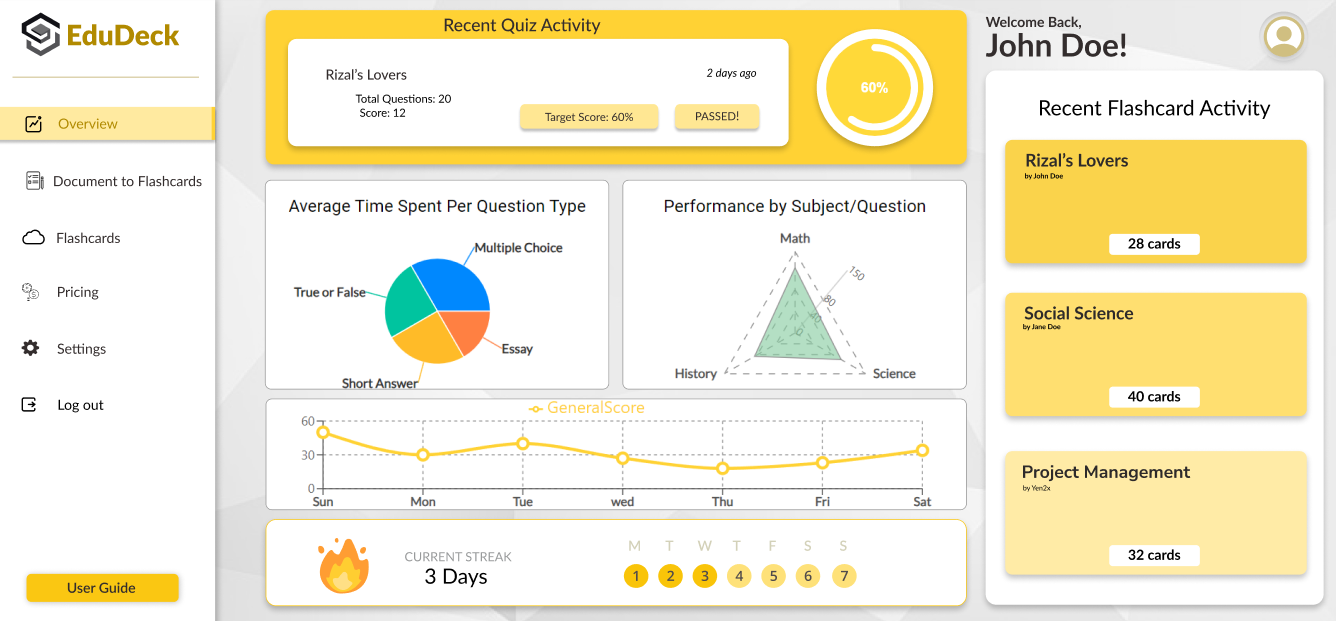 EduDeck
Overview
Document to Flashcards
Flashcards
Pricing
Settings
Log out
User Guide
Recent Quiz Activity
Rizal's Lovers
2 days ago
Total Questions: 20
Score: 12
Target Score: 60%
PASSED!
60%
Average Time Spent Per Question Type
Multiple Choice
True or False
Essay
Short Answer
Performance by Subject/Question
Math
150
80
40
0
History
Science
GeneralScore
60
30
0
Sun Mon Tue wed Thu Fri Sat
CURRENT STREAK
3 Days
M T W T F S S
1 2 3 4 5 6 7
Welcome Back,
John Doe!
Recent Flashcard Activity
Rizal's Lovers
by John Doe
28 cards
Social Science
by Jane Doe
40 cards
Project Management
by Yen2x
32 cards